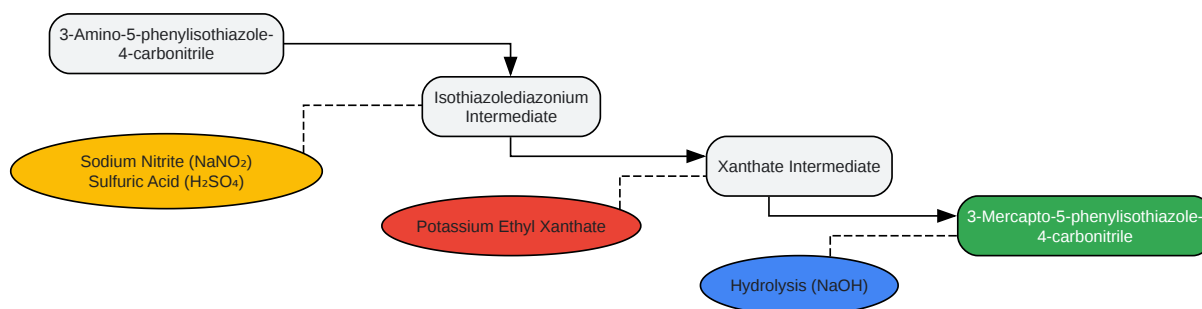 3-Amino-5-phenylisothiazole-
4-carbonitrile
Isothiazolediazonium
Intermediate
Sodium Nitrite (NaNO₂)
Sulfuric Acid (H₂SO₄)
Xanthate Intermediate
Potassium Ethyl Xanthate
3-Mercapto-5-phenylisothiazole-
4-carbonitrile
Hydrolysis (NaOH)